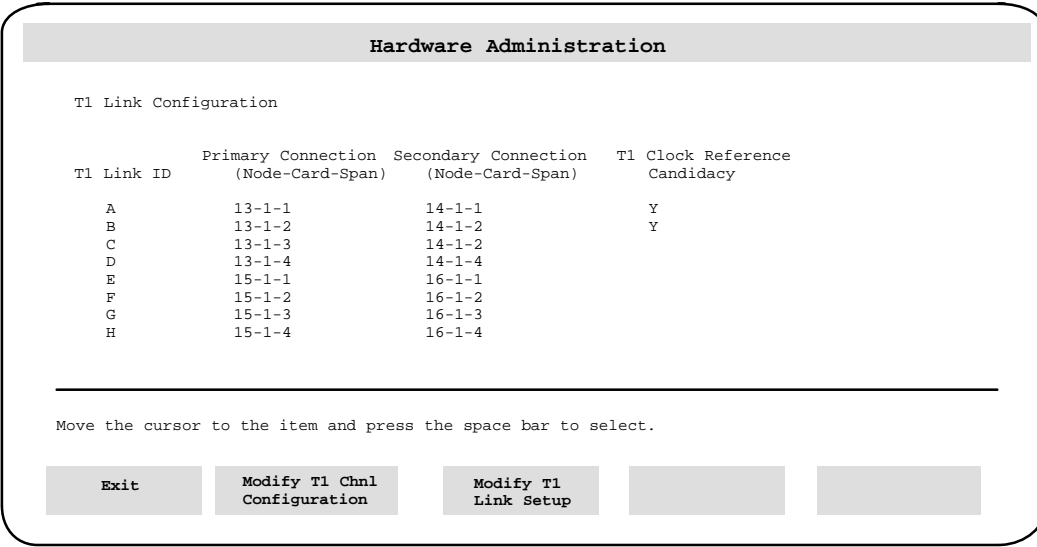 Hardware Administration
T1 Link Configuration
Primary Connection Secondary Connection T1 Clock Reference
T1 Link ID (Node-Card-Span) (Node-Card-Span) Candidacy
A 13-1-1 14-1-1 Y
B 13-1-2 14-1-2 Y
C 13-1-3 14-1-2
D 13-1-4 14-1-4
E 15-1-1 16-1-1
F 15-1-2 16-1-2
G 15-1-3 16-1-3
H 15-1-4 16-1-4
Move the cursor to the item and press the space bar to select.
Exit
Modify T1 Chnl
Configuration
Modify T1
Link Setup